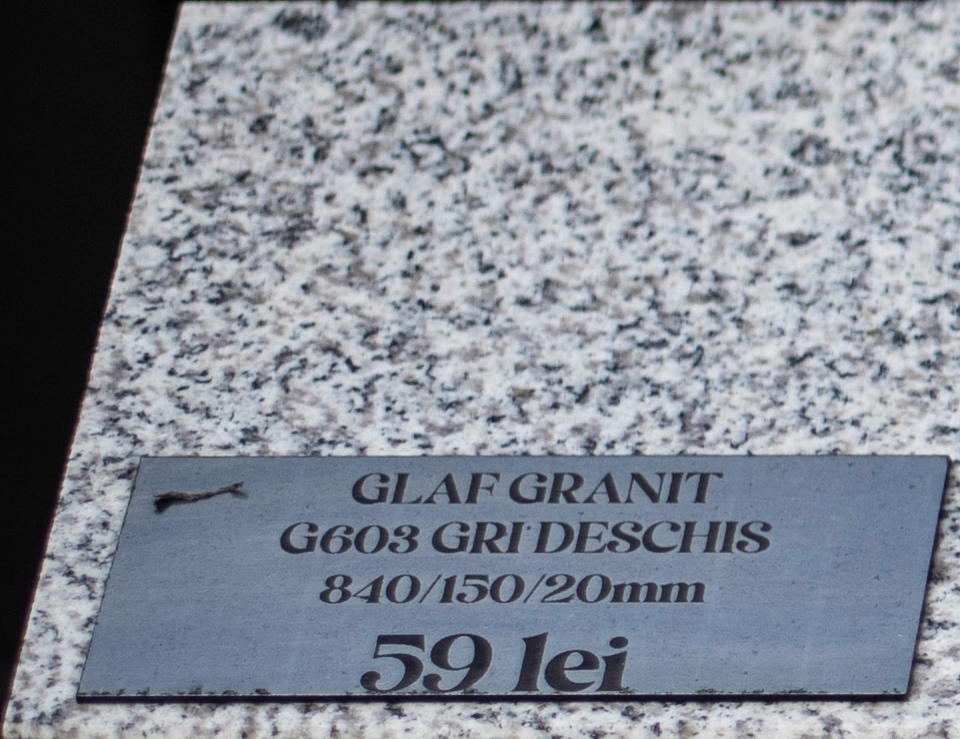 GLAF GRANIT
G603 GRI DESCHIS
840/150/20mm
59 lei